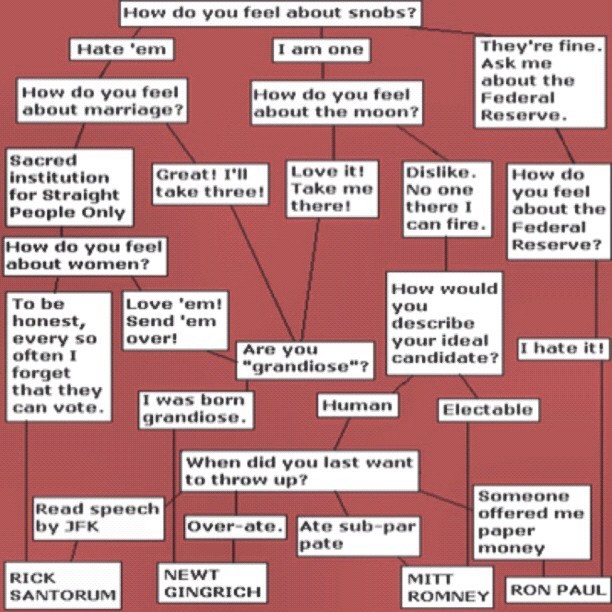 How do you feel about snobs?
Hate 'em
I am one
They're fine.
Ask me
about the
Federal
Reserve.
How do you feel
about marriage?
How do you feel
about the moon?
Sacred
institution
for Straight
People Only
Great! I'll
take three!
Love it!
Take me
there!
Dislike.
No one
there I
can fire.
How do
you feel
about the
Federal
Reserve?
How do you feel
about women?
To be
honest,
every so
often I
forget
that they
can vote.
Love 'em!
Send 'em
over!
Are you
"grandiose"?
How would
you
describe
your ideal
candidate?
I hate it!
I was born
grandiose.
Human
Electable
When did you last want
to throw up?
Read speech
by JFK
Over-ate.
Ate sub-par
pate
Someone
offered me
paper
money
RICK
SANTORUM
NEWT
GINGRICH
MITT
ROMNEY
RON PAUL